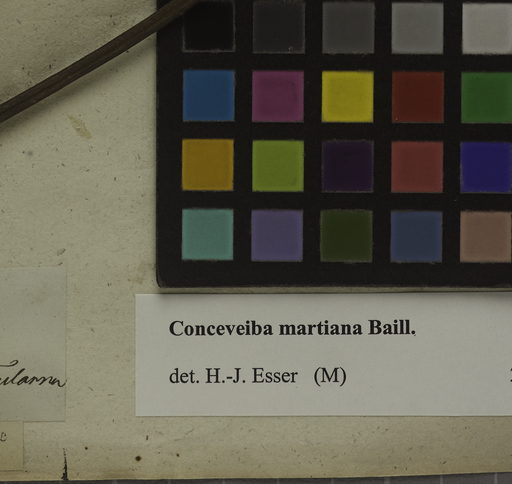 Conceveiba martiana Baill.
det. H.-J. Esser (M)